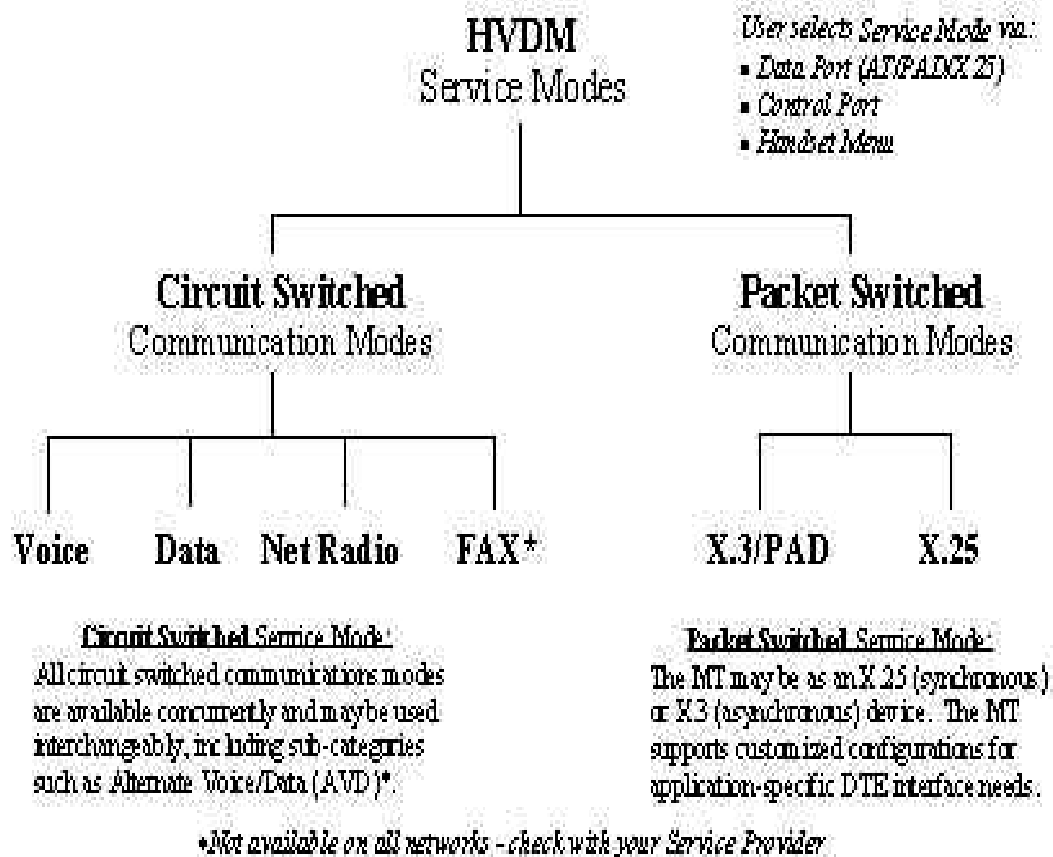 HVDM
Service Modes
User selects Service Mode via:
▪ Data Port (AT/PAD/X.25)
▪ Control Port
▪ Handset Menu
Circuit Switched
Communication Modes
Packet Switched
Communication Modes
Voice
Data
Net Radio
FAX*
X.3/PAD
X.25
Circuit Switched Service Mode:
All circuit switched communications modes
are available concurrently and may be used
interchangeably, including sub-categories
such as Alternate Voice/Data (AVD)*.
Packet Switched Service Mode:
The MT may be as an X.25 (synchronous)
or X.3 (asynchronous) device. The MT
supports customized configurations for
application-specific DTE interface needs.
*Not available on all networks - check with your Service Provider